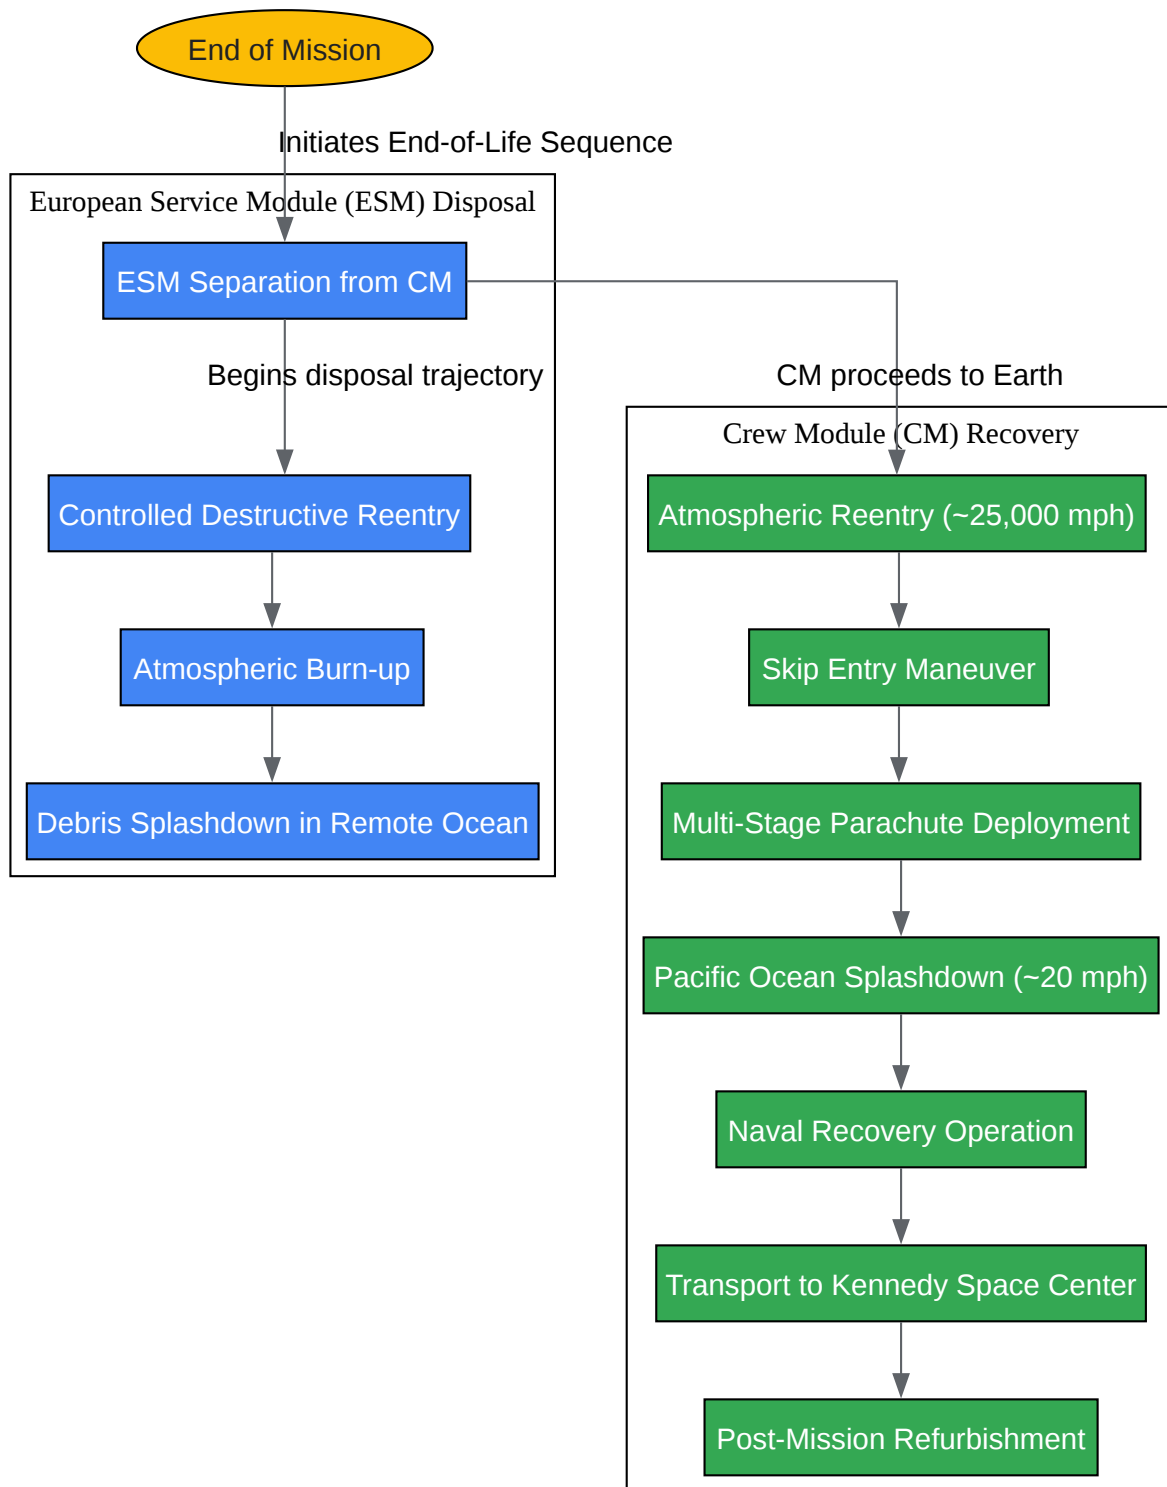 End of Mission
Initiates End-of-Life Sequence
European Service Module (ESM) Disposal
ESM Separation from CM
Begins disposal trajectory
Controlled Destructive Reentry
Atmospheric Burn-up
Debris Splashdown in Remote Ocean
CM proceeds to Earth
Crew Module (CM) Recovery
Atmospheric Reentry (~25,000 mph)
Skip Entry Maneuver
Multi-Stage Parachute Deployment
Pacific Ocean Splashdown (~20 mph)
Naval Recovery Operation
Transport to Kennedy Space Center
Post-Mission Refurbishment